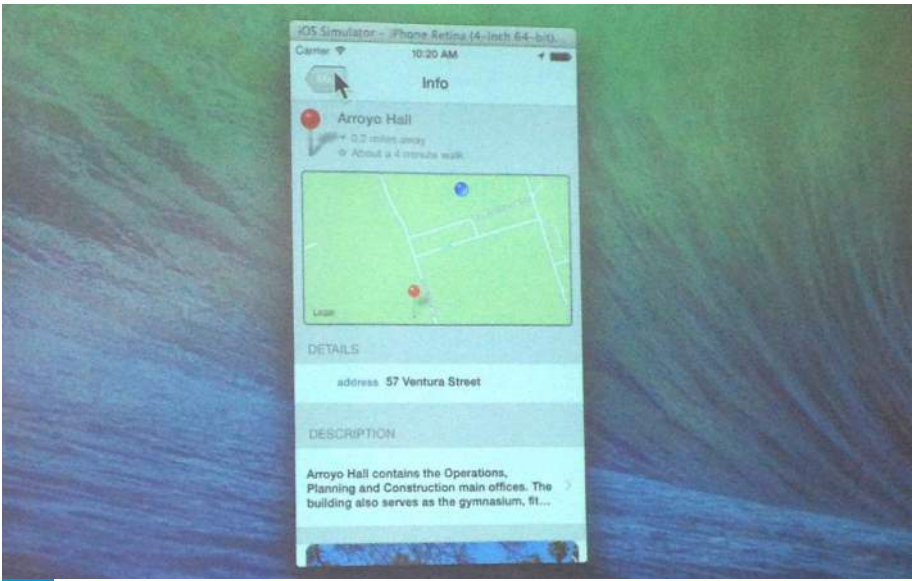 iOS Simulator - iPhone Retina (4-inch 64-bit)
Carrier 10:20 AM
Info
Arroyo Hall
0.2 miles away
About a 4 minute walk
Legal
DETAILS
address 57 Ventura Street
DESCRIPTION
Arroyo Hall contains the Operations,
Planning and Construction main offices. The
building also serves as the gymnasium, fit...